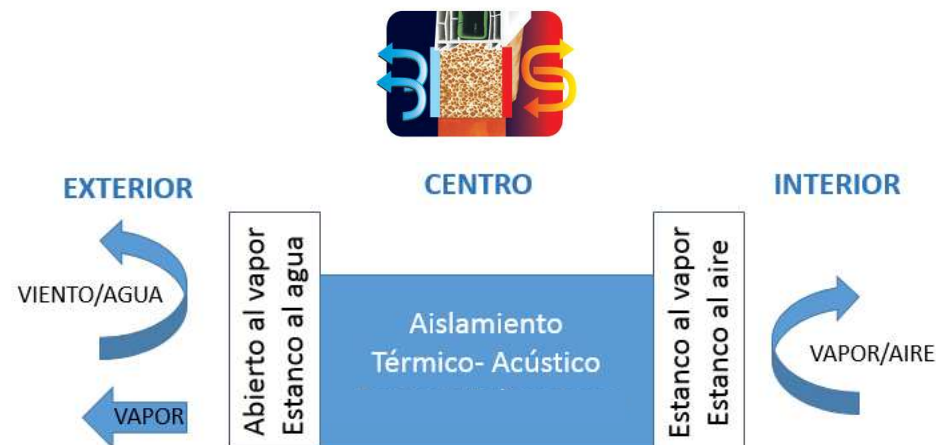 EXTERIOR
CENTRO
INTERIOR
VIENTO/AGUA
VAPOR
Abierto al vapor
Estanco al agua
Aislamiento
Térmico- Acústico
Estanco al vapor
Estanco al aire
VAPOR/AIRE